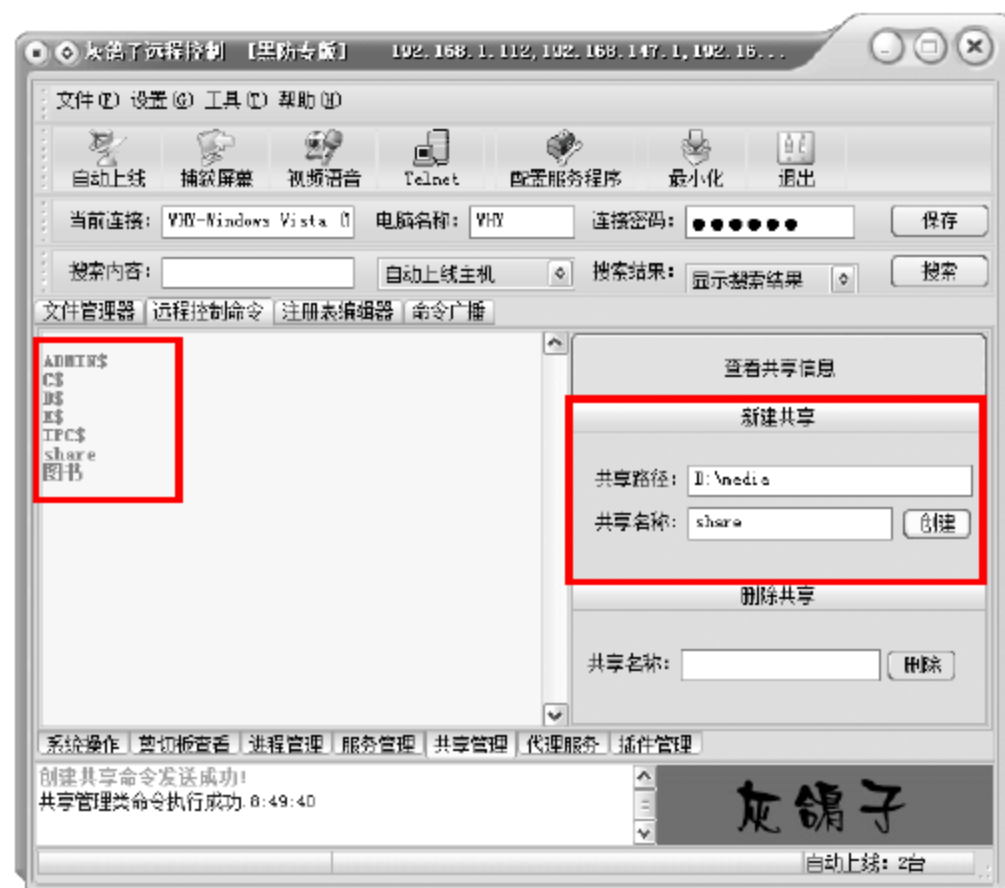 灰鸽子远程控制 【黑防专版】 192.168.1.112,192.168.147.1,192.16...
文件(F) 设置(G) 工具(T) 帮助(H)
自动上线 捕获屏幕 视频语音 Telnet 配置服务程序 最小化 退出
当前连接: VHX-Windows Vista ( 电脑名称: VHX 连接密码: ●●●●●● 保存
搜索内容: 自动上线主机 搜索结果: 显示搜索结果 搜索
文件管理器 远程控制命令 注册表编辑器 命令广播
ADMIN$
C$
D$
E$
IPC$
share
图书
查看共享信息
新建共享
共享路径: D:\media
共享名称: share 创建
删除共享
共享名称: 删除
系统操作 剪切板查看 进程管理 服务管理 共享管理 代理服务 插件管理
创建共享命令发送成功!
共享管理类命令执行成功.8:49:40
灰鸽子
自动上线: 2台